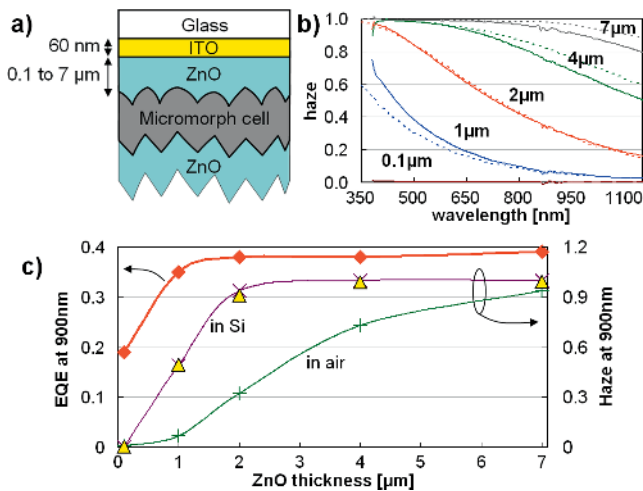 a)
Glass
60 nm
ITO
0.1 to 7 µm
ZnO
Micromorph cell
ZnO
b)
haze
1.0
0.8
0.6
0.4
0.2
0.0
7µm
4µm
2µm
1µm
0.1µm
350 500 650 800 950 1100
wavelength [nm]
c)
EQE at 900nm
0.4
0.3
0.2
0.1
0
in Si
in air
1.2
0.9
0.6
0.3
0
Haze at 900nm
0 1 2 3 4 5 6 7
ZnO thickness [µm]